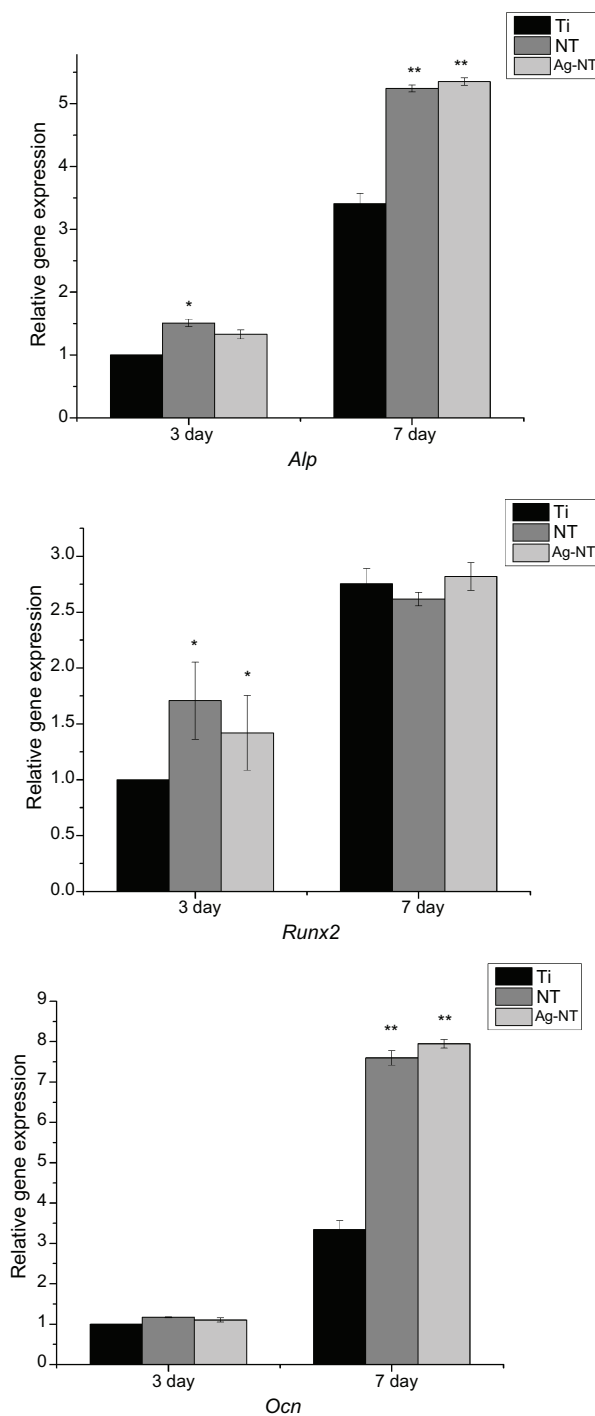 Ti
NT
Ag-NT
Relative gene expression
5
4
3
2
1
0
**
**
*
3 day
7 day
Alp
Ti
NT
Ag-NT
Relative gene expression
3.0
2.5
2.0
1.5
1.0
0.5
0.0
*
*
3 day
7 day
Runx2
Ti
NT
Ag-NT
Relative gene expression
9
8
7
6
5
4
3
2
1
0
**
**
3 day
7 day
Ocn